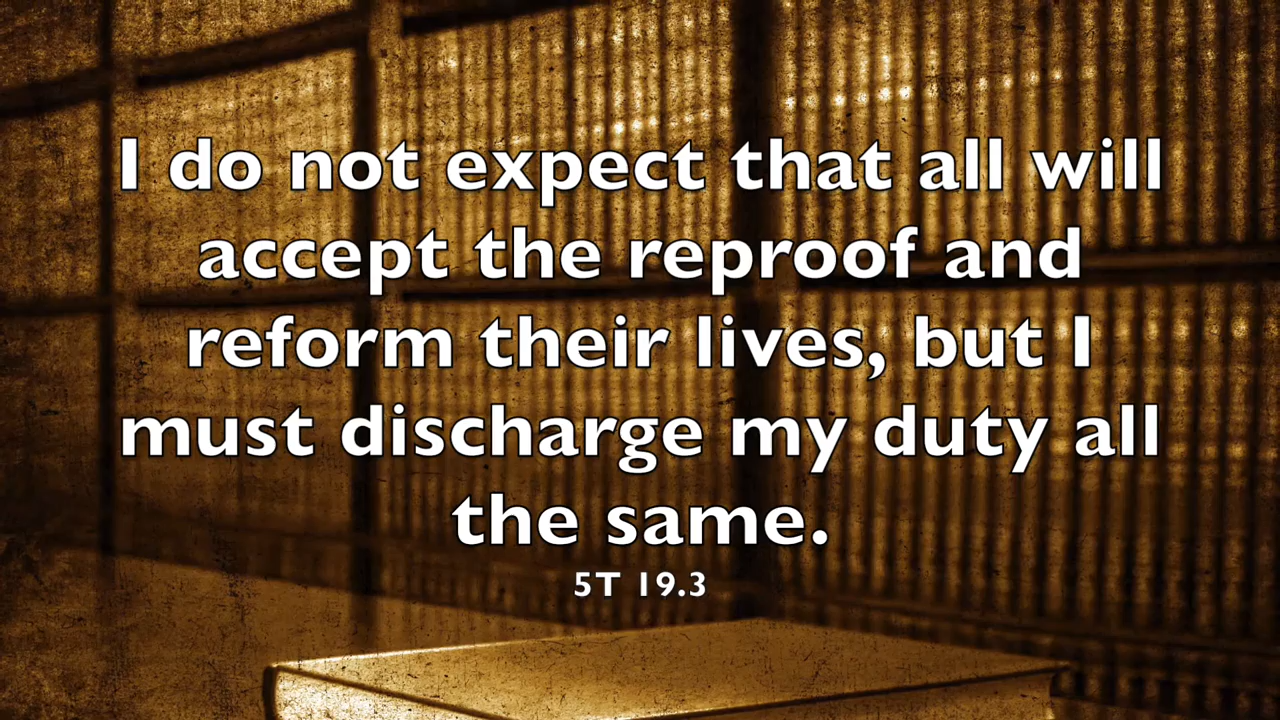 I do not expect that all will
accept the reproof and
reform their lives, but I
must discharge my duty all
the same.
5T 19.3